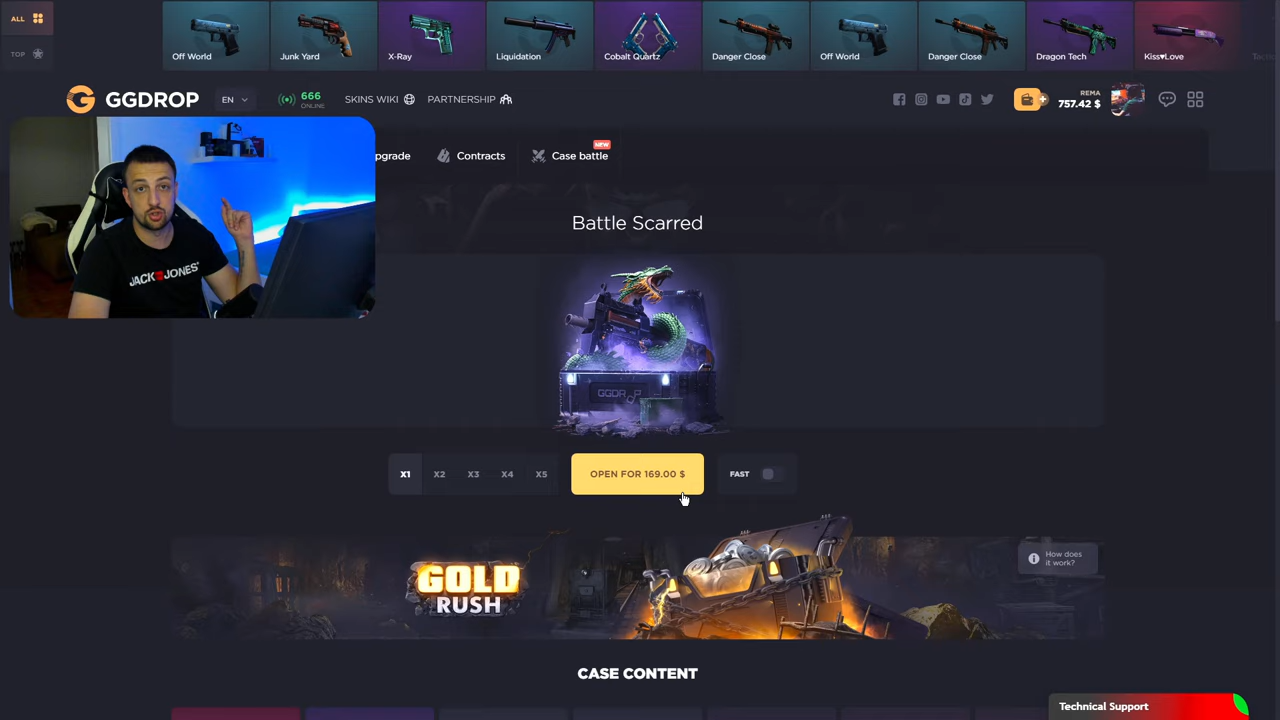 ALL
TOP
Off World
Junk Yard
X-Ray
Liquidation
Cobalt Quartz
Danger Close
Off World
Danger Close
Dragon Tech
Kiss♥Love
GGDROP
EN
666
ONLINE
SKINS WIKI
PARTNERSHIP
REMA
757.42 $
pgrade
Contracts
NEW
Case battle
JACK JONES
Battle Scarred
GGDROP
X1
X2
X3
X4
X5
OPEN FOR 169.00 $
FAST
GOLD
RUSH
How does
it work?
CASE CONTENT
Technical Support